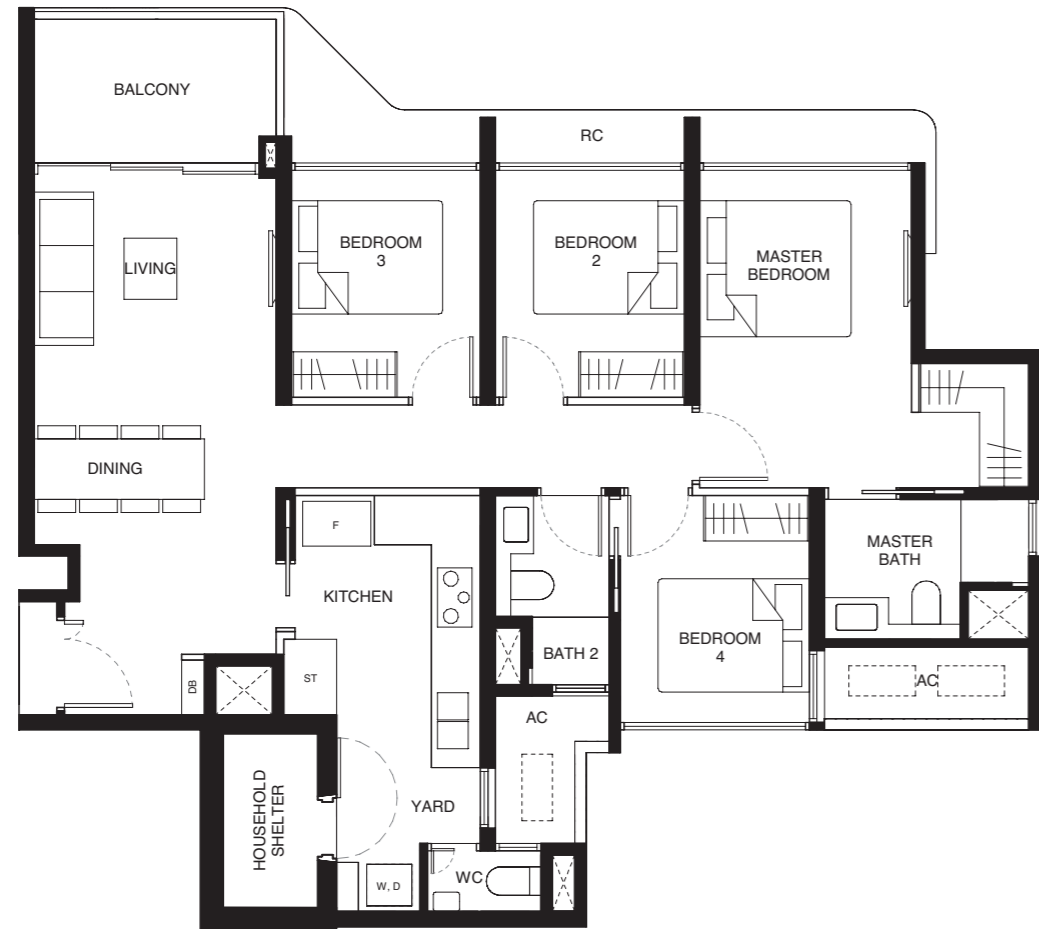 BALCONY
RC
BEDROOM
3
BEDROOM
2
MASTER
BEDROOM
LIVING
DINING
F
KITCHEN
MASTER
BATH
BEDROOM
4
BATH 2
ST
DB
AC
AC
HOUSEHOLD
SHELTER
YARD
W, D
WC